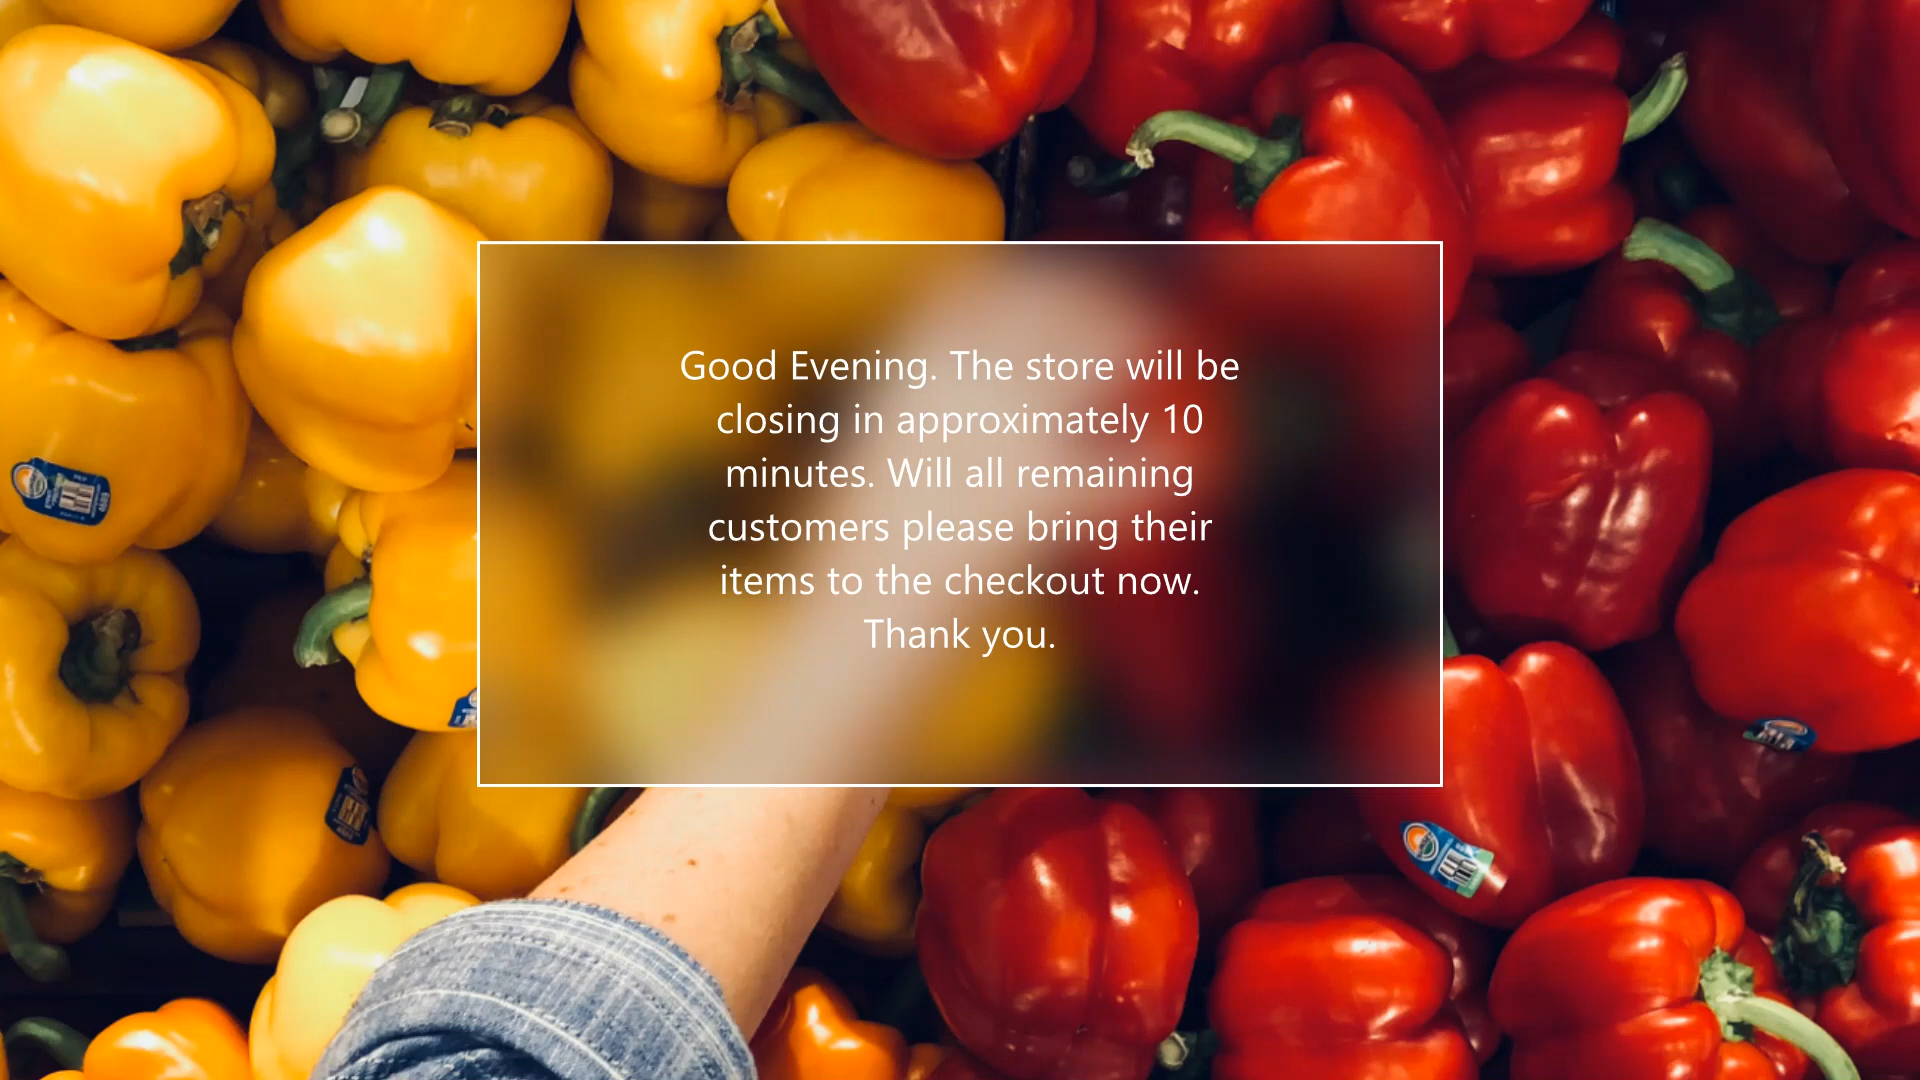 Good Evening. The store will be
closing in approximately 10
minutes. Will all remaining
customers please bring their
items to the checkout now.
Thank you.